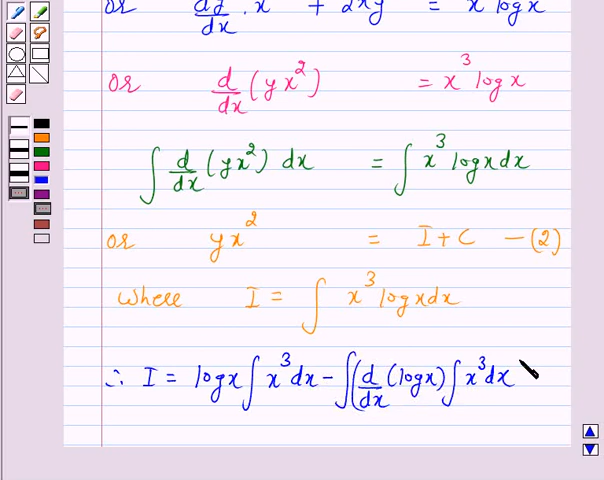 or dy/dx . x² + 2xy = x³ log x
or d/dx (yx²) = x³ log x
∫ d/dx (yx²) dx = ∫ x³ log x dx
or yx² = I + C — (2)
where I = ∫ x³ log x dx
∴ I = log x ∫ x³ dx - ∫ (d/dx (log x) ∫ x³ dx